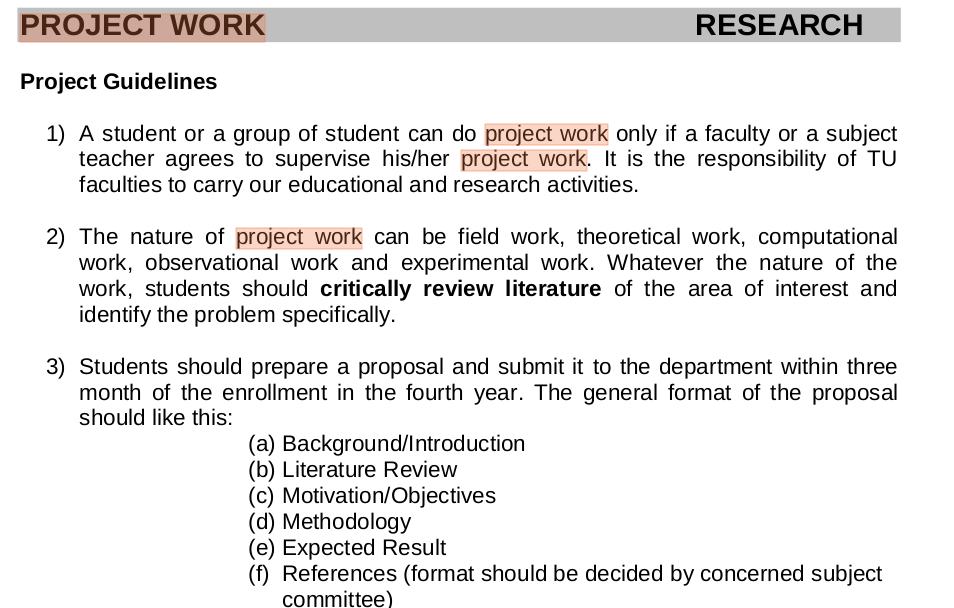 PROJECT WORK RESEARCH
Project Guidelines
1) A student or a group of student can do project work only if a faculty or a subject
teacher agrees to supervise his/her project work. It is the responsibility of TU
faculties to carry our educational and research activities.
2) The nature of project work can be field work, theoretical work, computational
work, observational work and experimental work. Whatever the nature of the
work, students should critically review literature of the area of interest and
identify the problem specifically.
3) Students should prepare a proposal and submit it to the department within three
month of the enrollment in the fourth year. The general format of the proposal
should like this:
(a) Background/Introduction
(b) Literature Review
(c) Motivation/Objectives
(d) Methodology
(e) Expected Result
(f) References (format should be decided by concerned subject
committee)